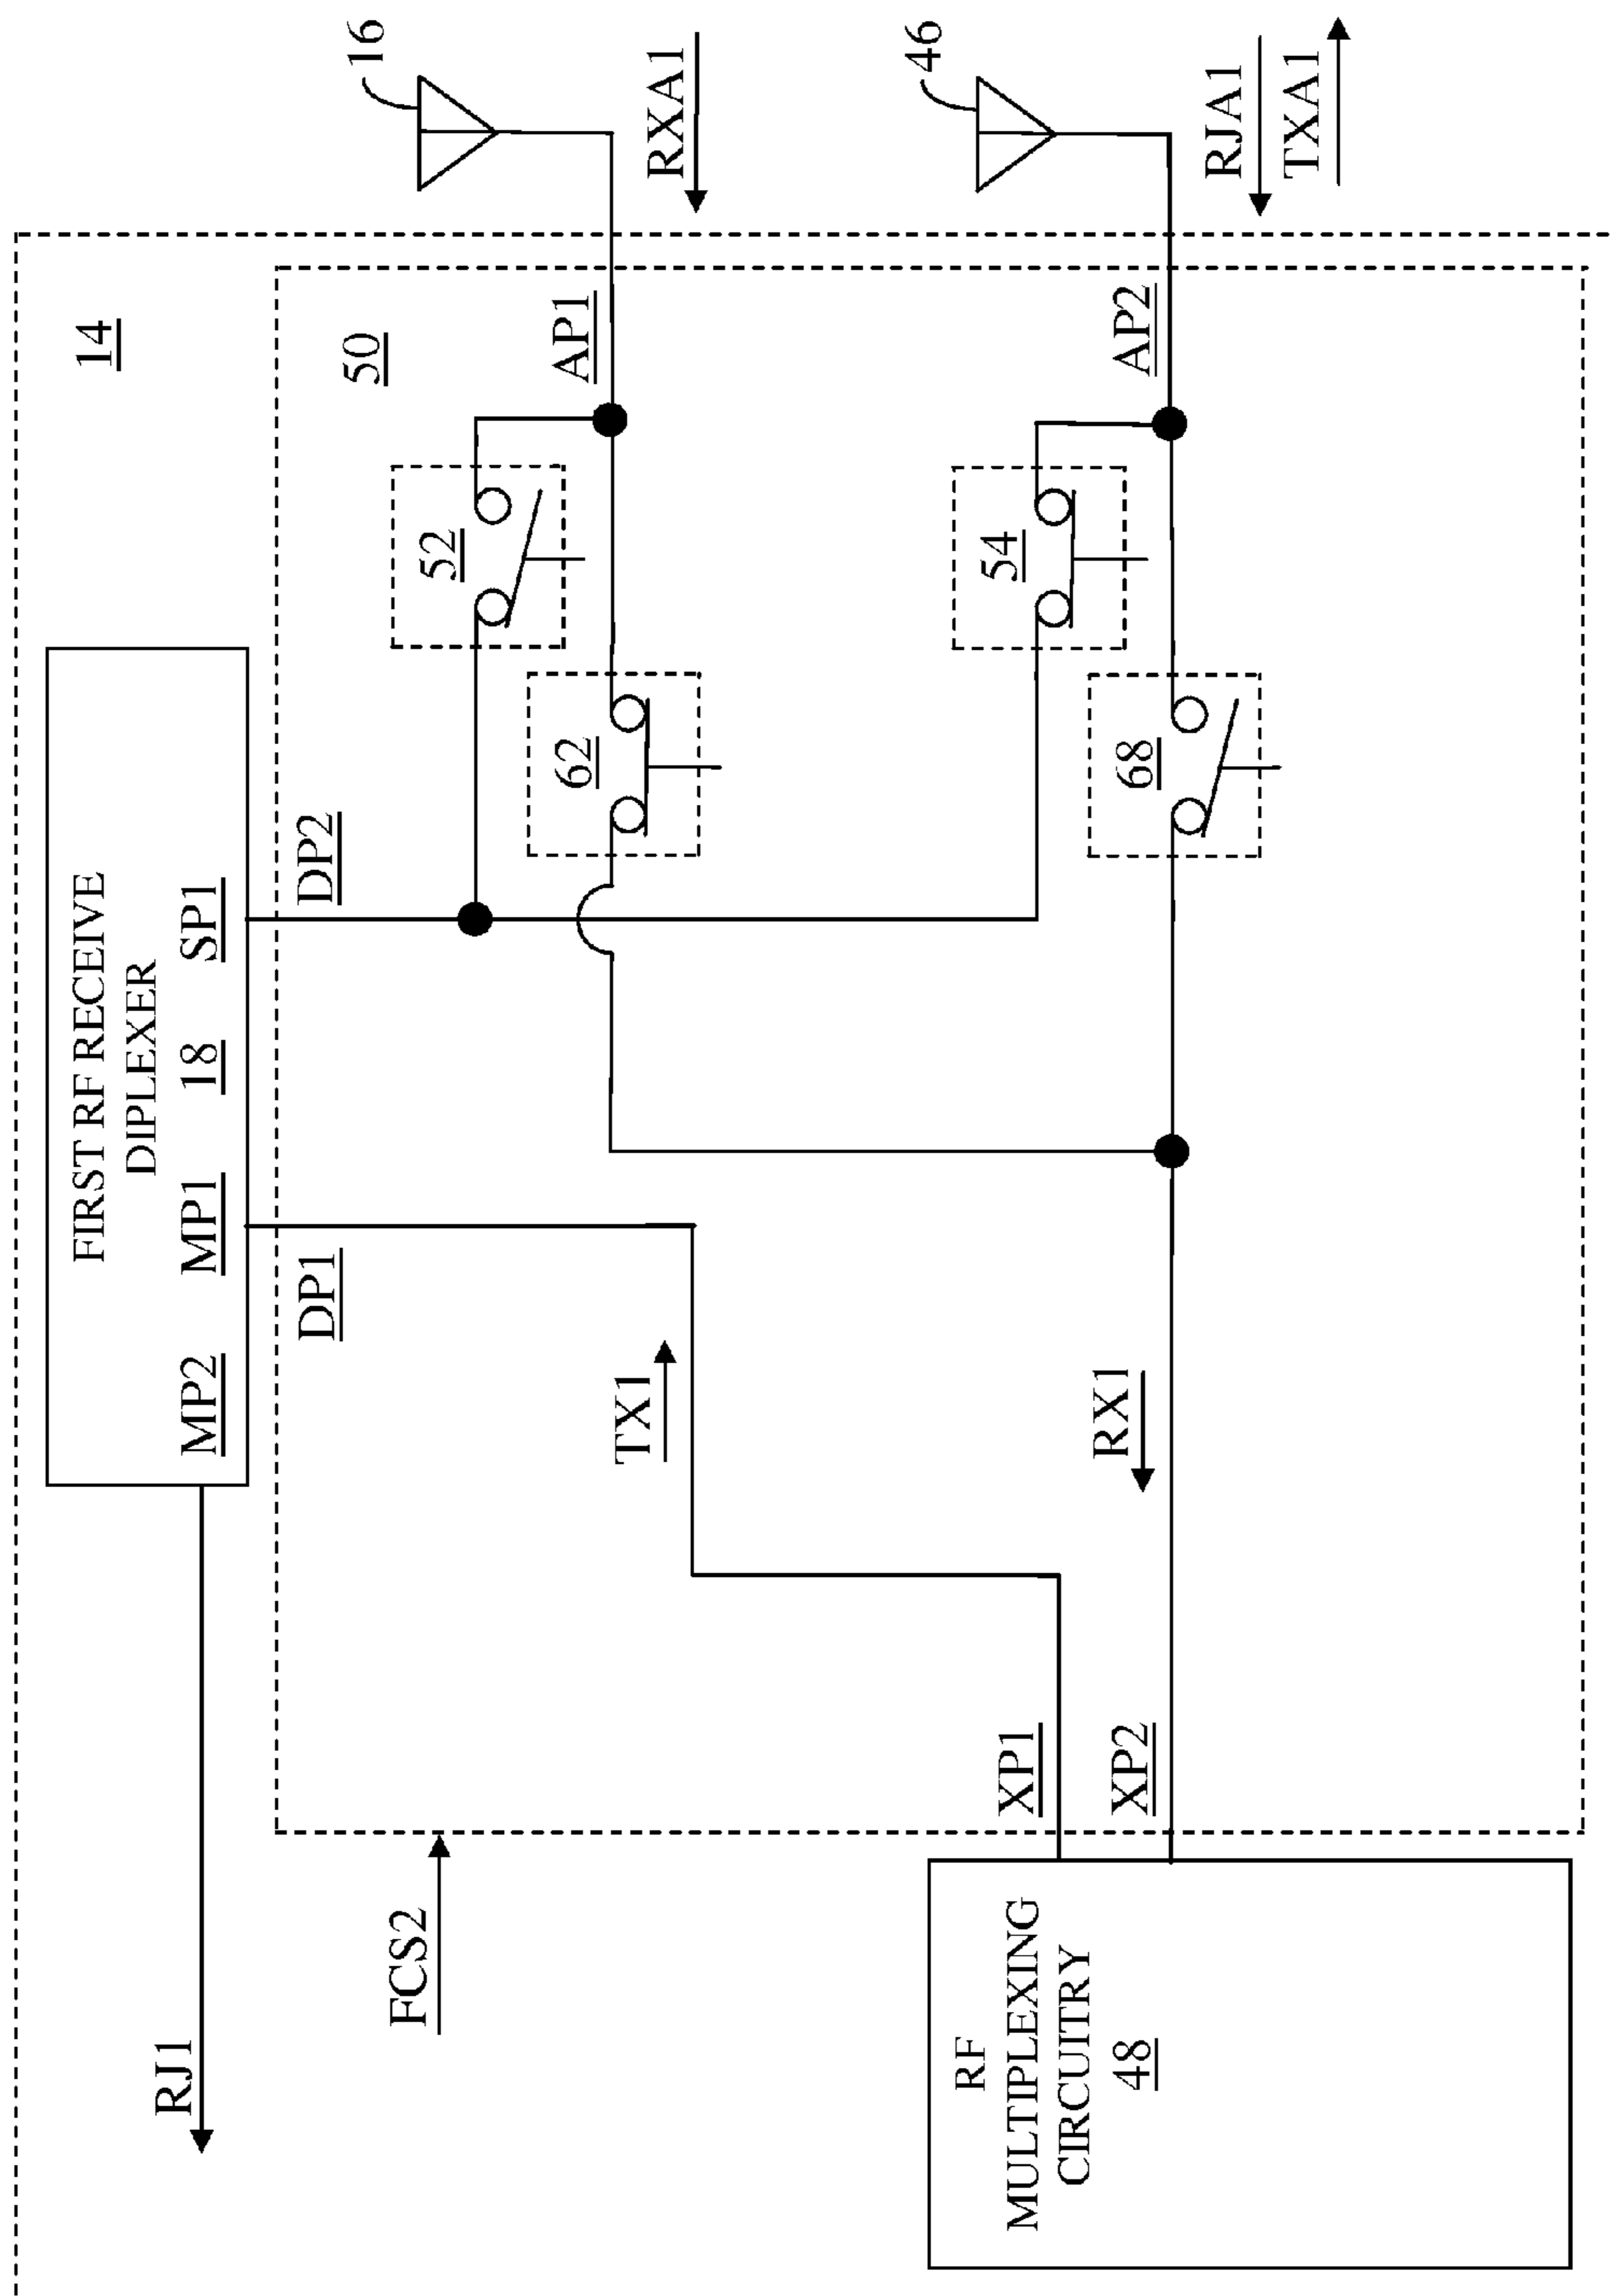 14
FIRST RF RECEIVE
DIPLEXER
MP2
MP1
18
SP1
RJ1
DP1
DP2
50
AP1
AP2
52
62
54
68
16
RXA1
46
RJA1
TXA1
TX1
RX1
XP1
XP2
FCS2
RF
MULTIPLEXING
CIRCUITRY
48